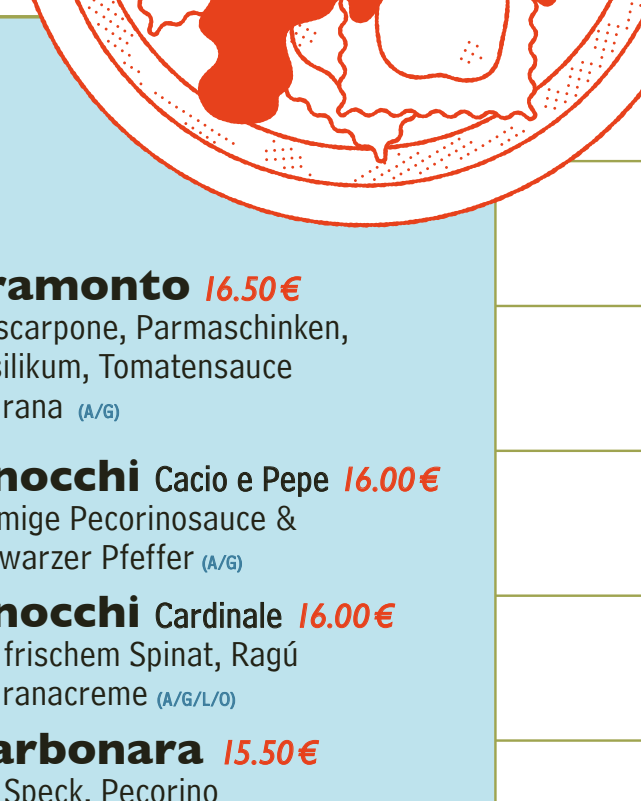 ramonto 16.50 €
scarpone, Parmaschinken,
silikum, Tomatensauce
rana (A/G)
nocchi Cacio e Pepe 16.00 €
mige Pecorinosauce &
warzer Pfeffer (A/G)
nocchi Cardinale 16.00 €
frischem Spinat, Ragú
ranacreme (A/G/L/O)
arbonara 15.50 €
Speck, Pecorino